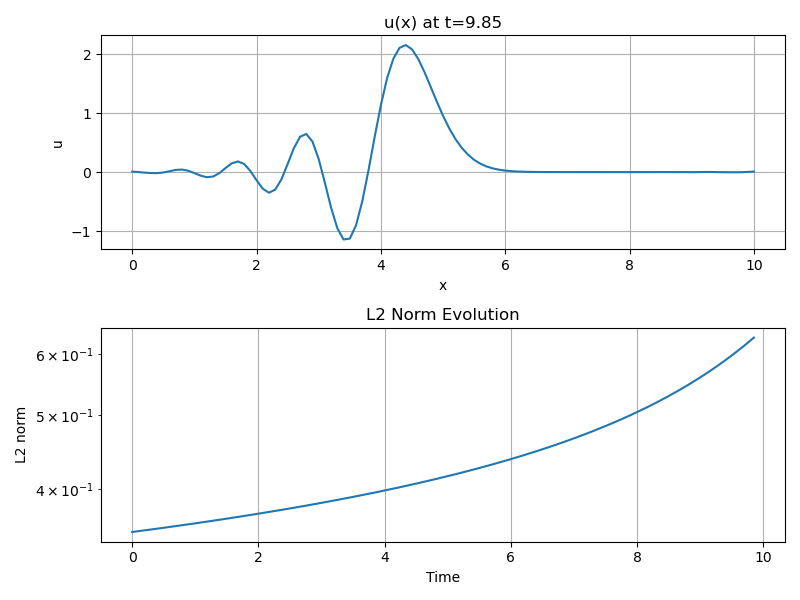 u(x) at t=9.85
u
2
1
0
−1
0 2 4 6 8 10
x
L2 Norm Evolution
L2 norm
6 × 10⁻¹
5 × 10⁻¹
4 × 10⁻¹
0 2 4 6 8 10
Time